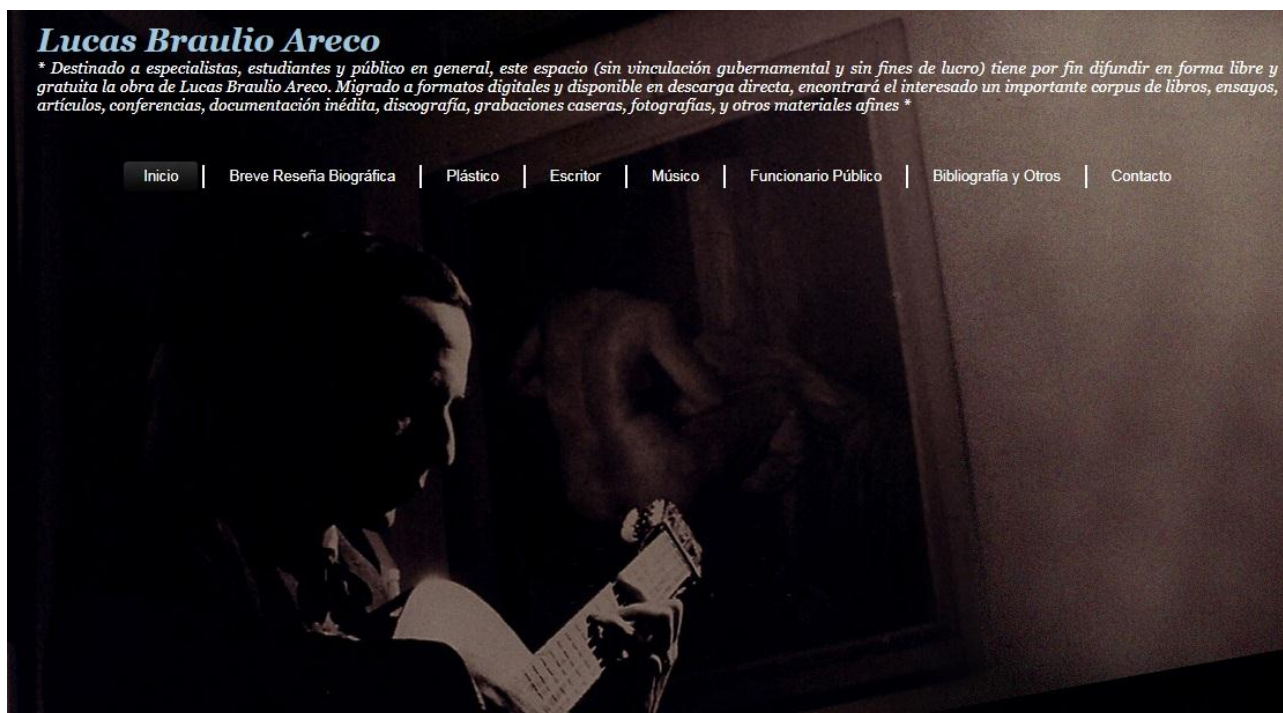 Lucas Braulio Areco
* Destinado a especialistas, estudiantes y público en general, este espacio (sin vinculación gubernamental y sin fines de lucro) tiene por fin difundir en forma libre y
gratuita la obra de Lucas Braulio Areco. Migrado a formatos digitales y disponible en descarga directa, encontrará el interesado un importante corpus de libros, ensayos,
artículos, conferencias, documentación inédita, discografía, grabaciones caseras, fotografías, y otros materiales afines *
Inicio | Breve Reseña Biográfica | Plástico | Escritor | Músico | Funcionario Público | Bibliografía y Otros | Contacto